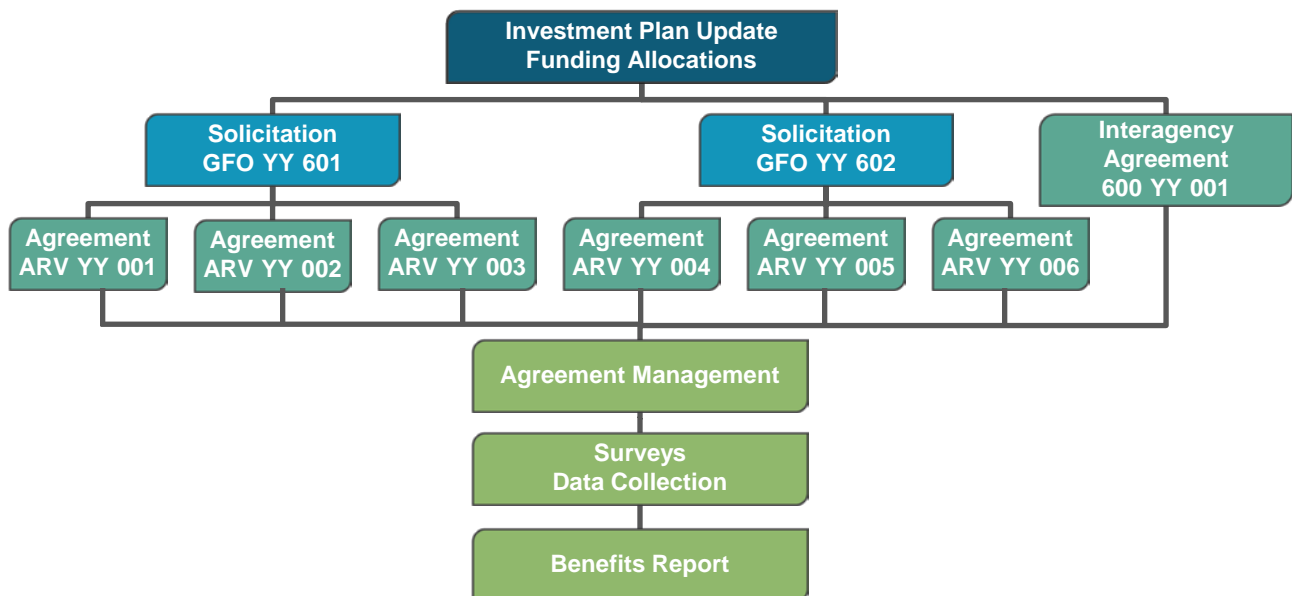 Investment Plan Update
Funding Allocations
Solicitation
GFO YY 601
Solicitation
GFO YY 602
Interagency
Agreement
600 YY 001
Agreement
ARV YY 001
Agreement
ARV YY 002
Agreement
ARV YY 003
Agreement
ARV YY 004
Agreement
ARV YY 005
Agreement
ARV YY 006
Agreement Management
Surveys
Data Collection
Benefits Report